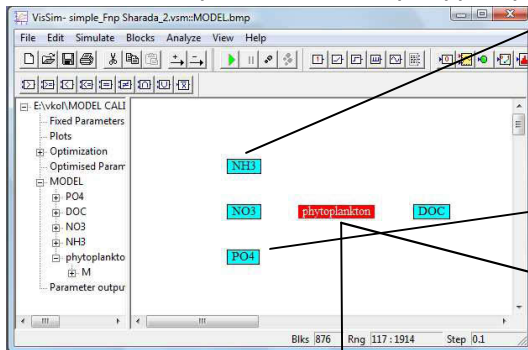 VisSim- simple_Fnp Sharada_2.vsm::MODEL.bmp
File Edit Simulate Blocks Analyze View Help
E:\vkol\MODEL CALI
Fixed Parameters
Plots
Optimization
Optimised Param
MODEL
PO4
DOC
NO3
NH3
phytoplankto
M
Parameter outpu
NH3
NO3 phytoplankton DOC
PO4
Blks 876 Rng 117:1914 Step 0.1